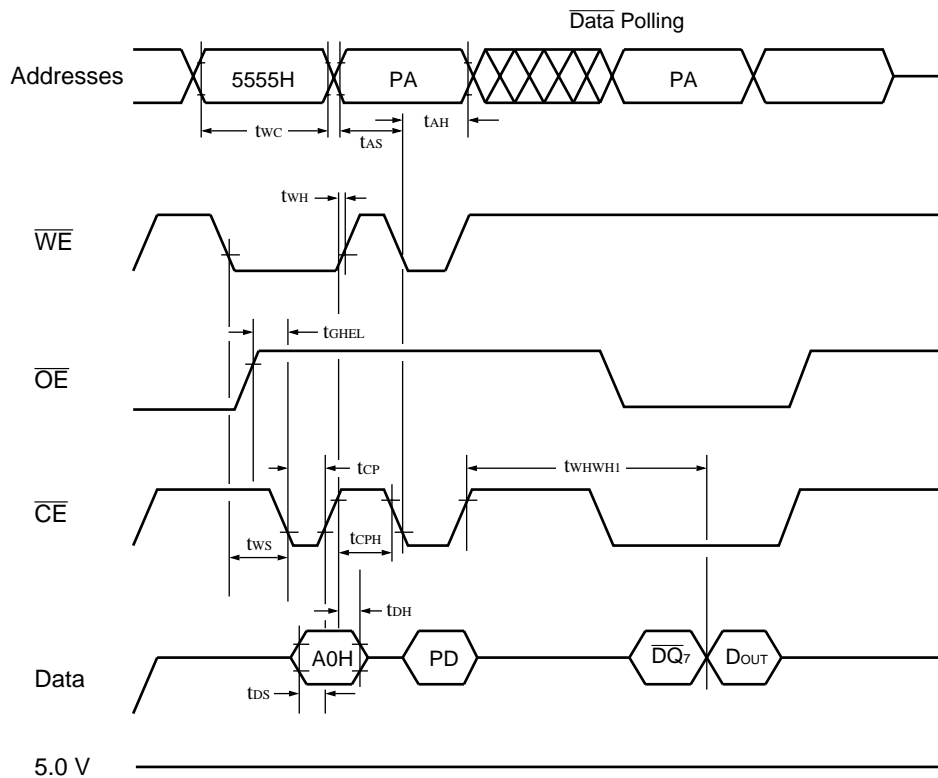 Data Polling
Addresses 5555H PA PA
tWC tAS tAH
tWH
WE
tGHEL
OE
tCP tWHWH1
CE
tWS tCPH
tDH
Data A0H PD DQ7 DOUT
tDS
5.0 V